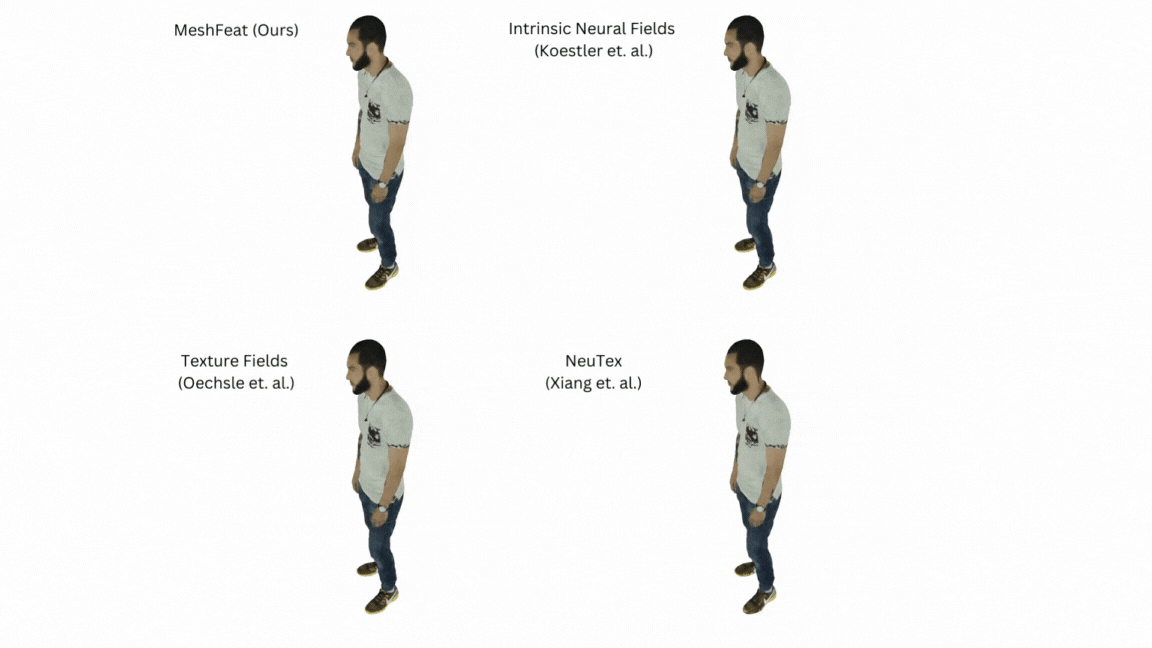 MeshFeat (Ours)
Intrinsic Neural Fields
(Koestler et. al.)
Texture Fields
(Oechsle et. al.)
NeuTex
(Xiang et. al.)